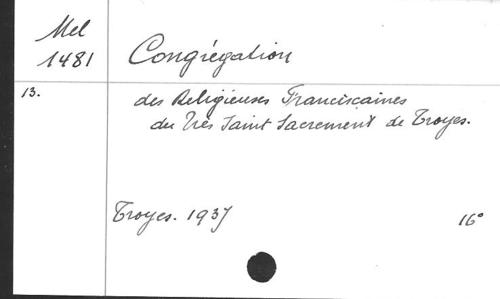 Mel
1481
Congrégation
13.
des Religieuses Franciscaines
du Très Saint Sacrement de Troyes.
Troyes. 1937
16°